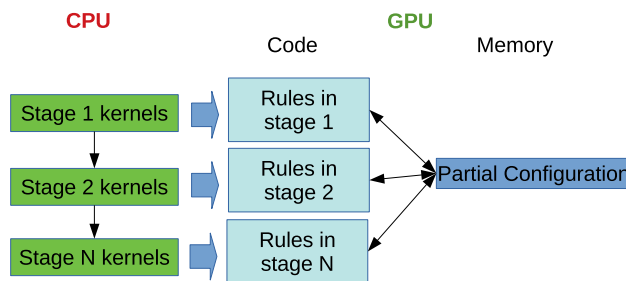 CPU
GPU
Code
Memory
Stage 1 kernels
Rules in
stage 1
Stage 2 kernels
Rules in
stage 2
Partial Configuration
Stage N kernels
Rules in
stage N